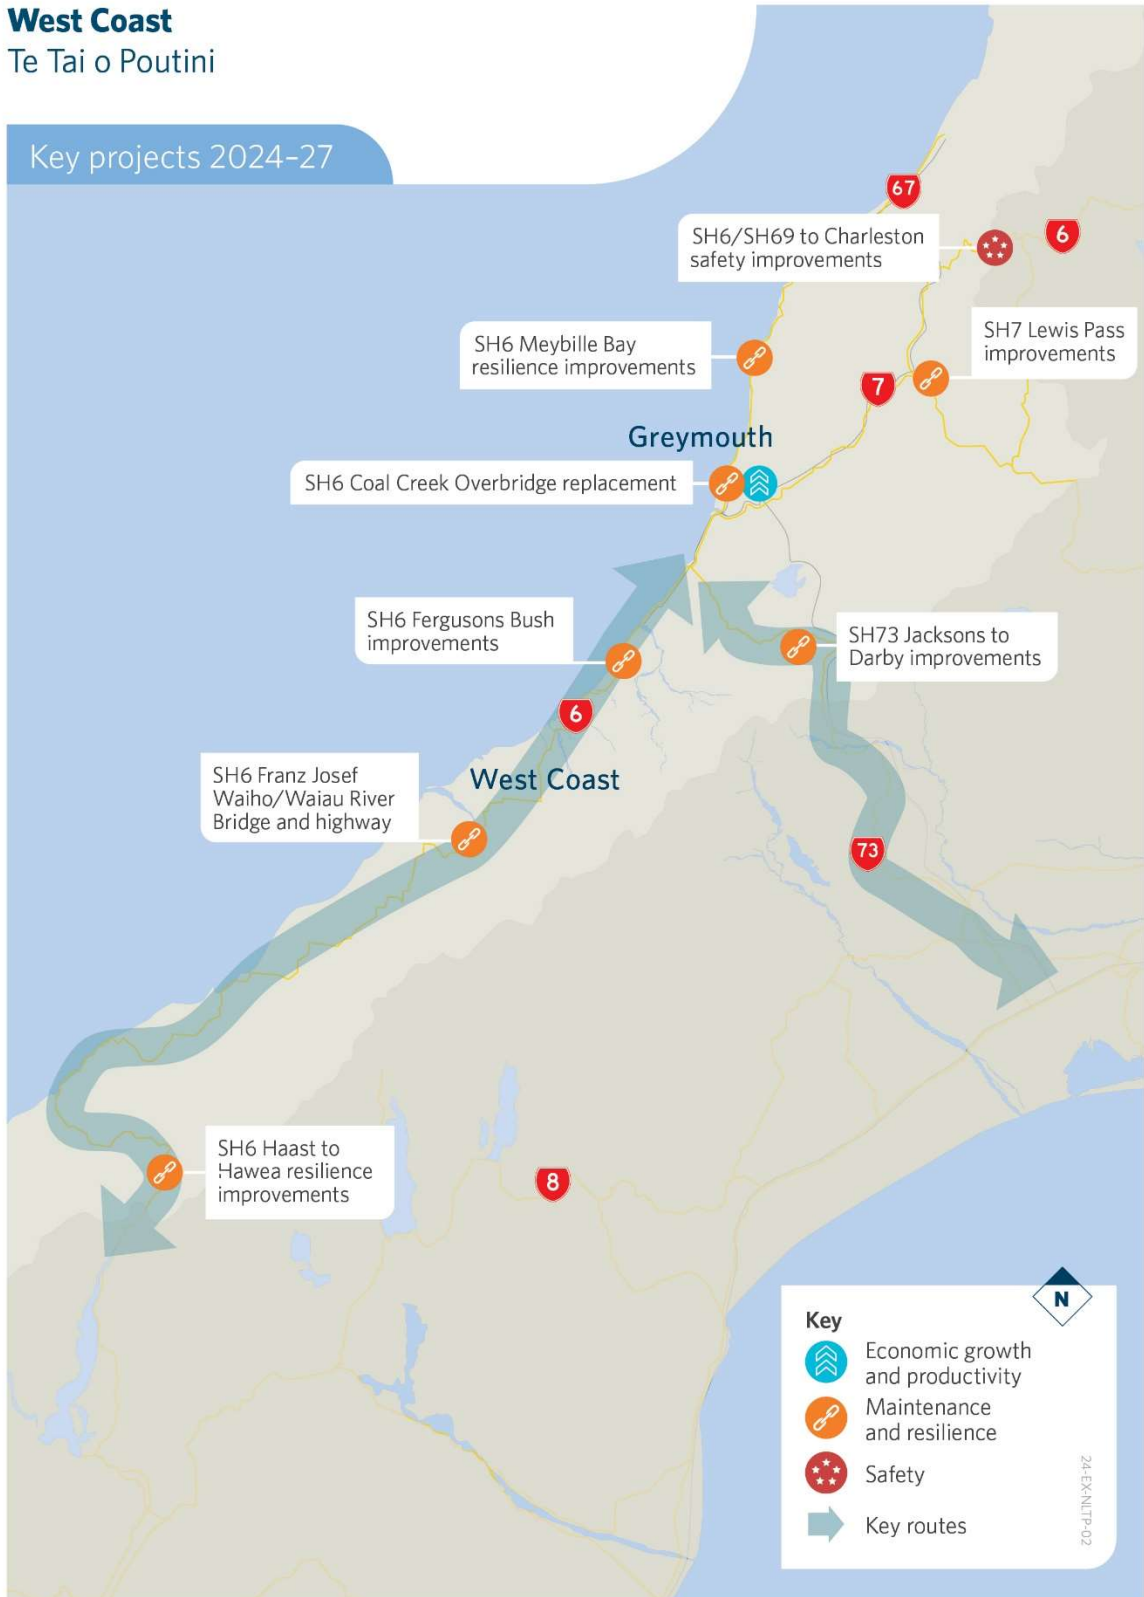 West Coast
Te Tai o Poutini
Key projects 2024–27
67
SH6/SH69 to Charleston
safety improvements
6
SH7 Lewis Pass
improvements
SH6 Meybille Bay
resilience improvements
7
Greymouth
SH6 Coal Creek Overbridge replacement
SH6 Fergusons Bush
improvements
SH73 Jacksons to
Darby improvements
6
West Coast
SH6 Franz Josef
Waiho/Waiau River
Bridge and highway
73
SH6 Haast to
Hawea resilience
improvements
8
N
Key
Economic growth
and productivity
Maintenance
and resilience
Safety
Key routes
24-EX-NLTP-02